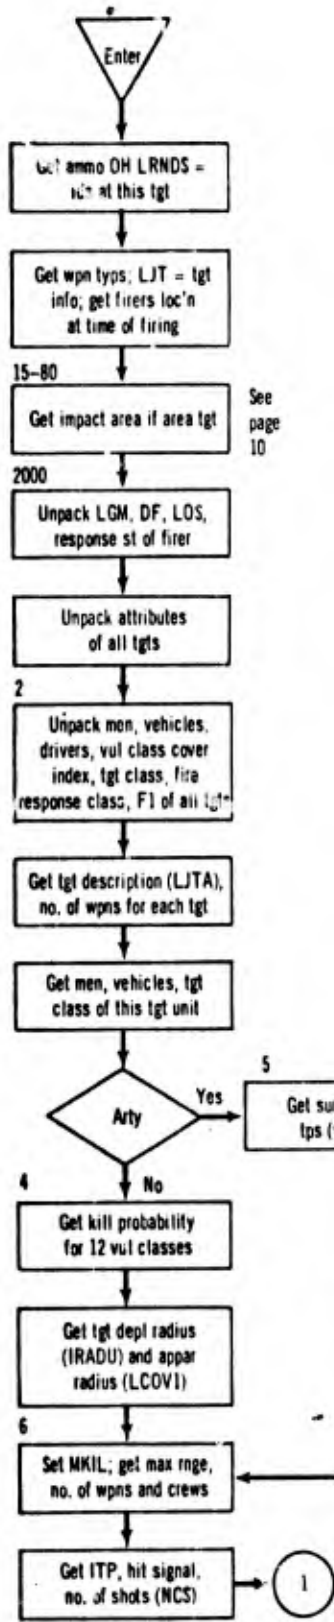 Enter
Get ammo OH LRNDS =
at this tgt
Get wpn typs; LJT = tgt
info; get firers loc'n
at time of firing
15-80
Get impact area if area tgt
See
page
10
2000
Unpack LGM, DF, LOS,
response st of firer
Unpack attributes
of all tgts
2
Unpack men, vehicles,
drivers, vul class cover
index, tgt class, fire
response class, F1 of all tgts
Get tgt description (LJTA),
no. of wpns for each tgt
Get men, vehicles, tgt
class of this tgt unit
Arty
Yes
5
Get
tps
No
4
Get kill probability
for 12 vul classes
Get tgt depl radius
(IRADU) and appar
radius (LCOV1)
6
Set MKIL; get max rnge,
no. of wpns and crews
Get ITP, hit signal,
no. of shots (NCS)
1